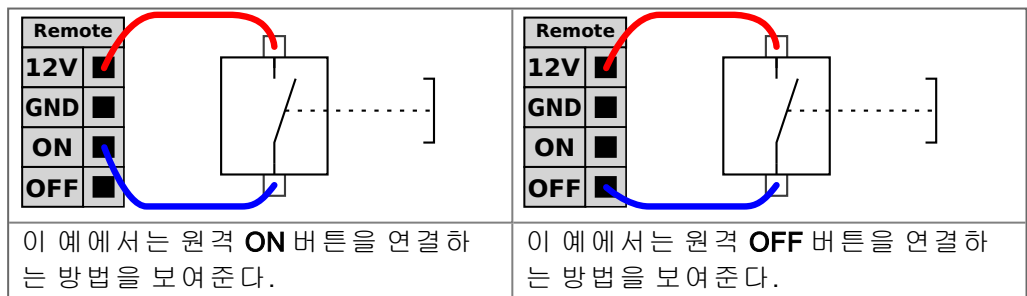 Remote
12V
GND
ON
OFF
이 예에서는 원격 ON 버튼을 연결하
는 방법을 보여준다.
Remote
12V
GND
ON
OFF
이 예에서는 원격 OFF 버튼을 연결하
는 방법을 보여준다.